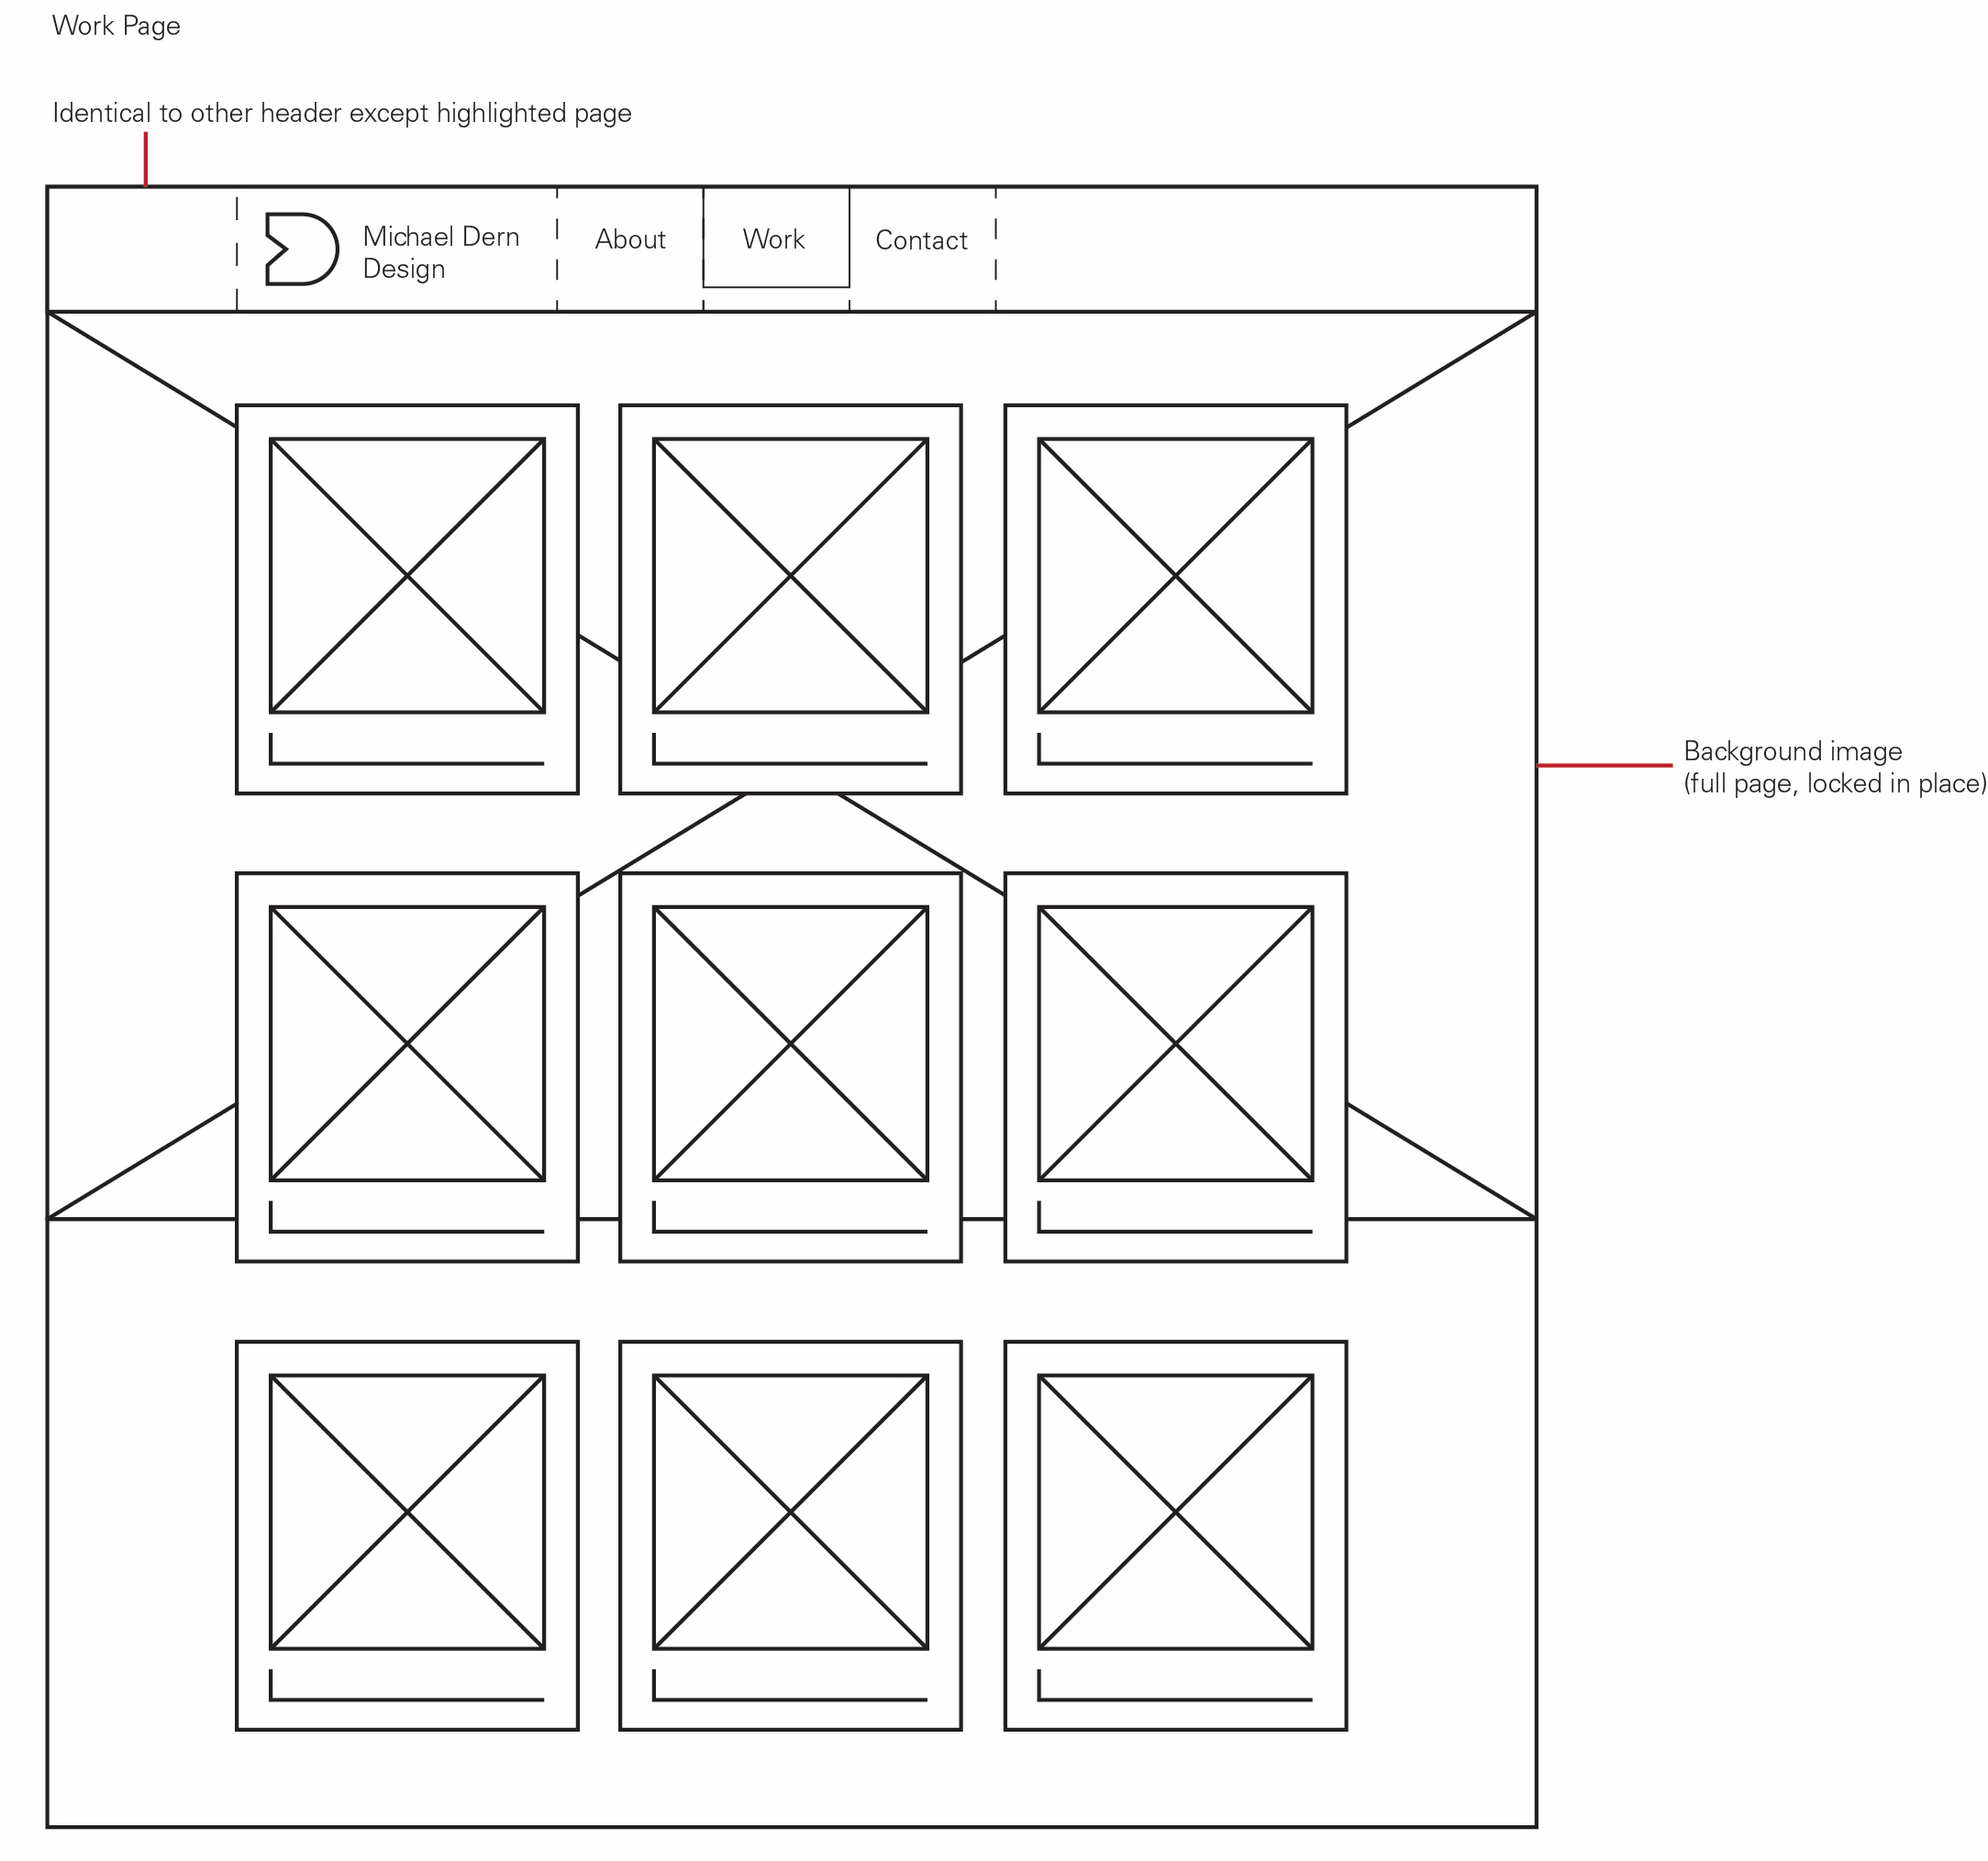 Work Page
Identical to other header except highlighted page
Michael Dern
Design
About
Work
Contact
Background image
(full page, locked in place)